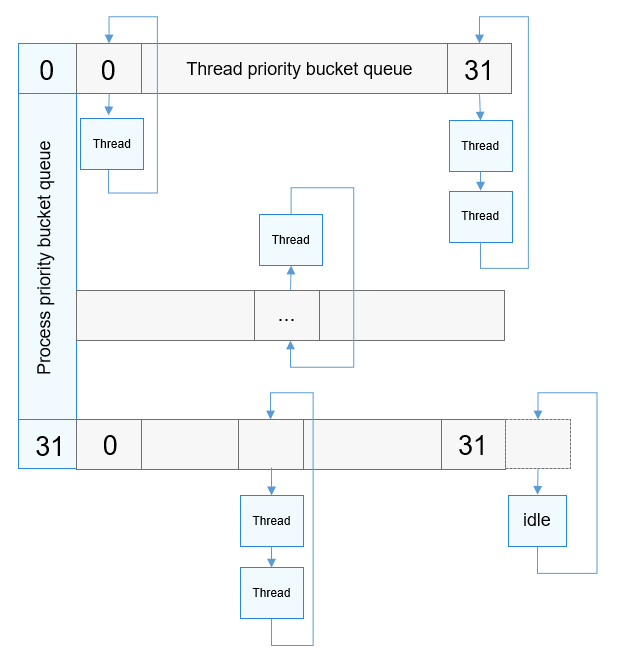 0
0
Thread priority bucket queue
31
Thread
Thread
Thread
Process priority bucket queue
Thread
...
31
0
31
Thread
idle
Thread